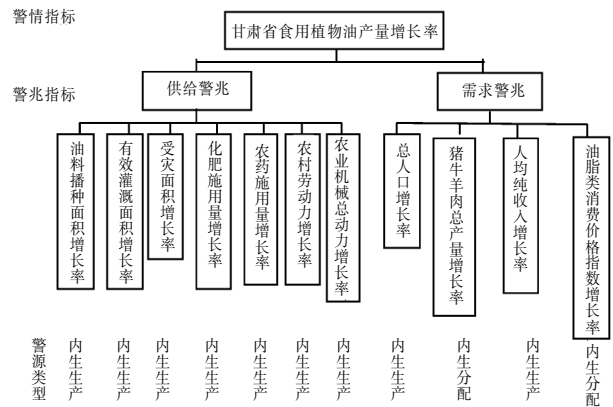 警情指标
甘肃省食用植物油产量增长率
警兆指标
供给警兆
需求警兆
油料播种面积增长率
有效灌溉面积增长率
受灾面积增长率
化肥施用量增长率
农药施用量增长率
农村劳动力增长率
农业机械总动力增长率
总人口增长率
猪牛羊肉总产量增长率
人均纯收入增长率
油脂类消费价格指数增长率
警源类型
内生生产
内生生产
内生生产
内生生产
内生生产
内生生产
内生生产
内生生产
内生分配
内生生产
内生分配